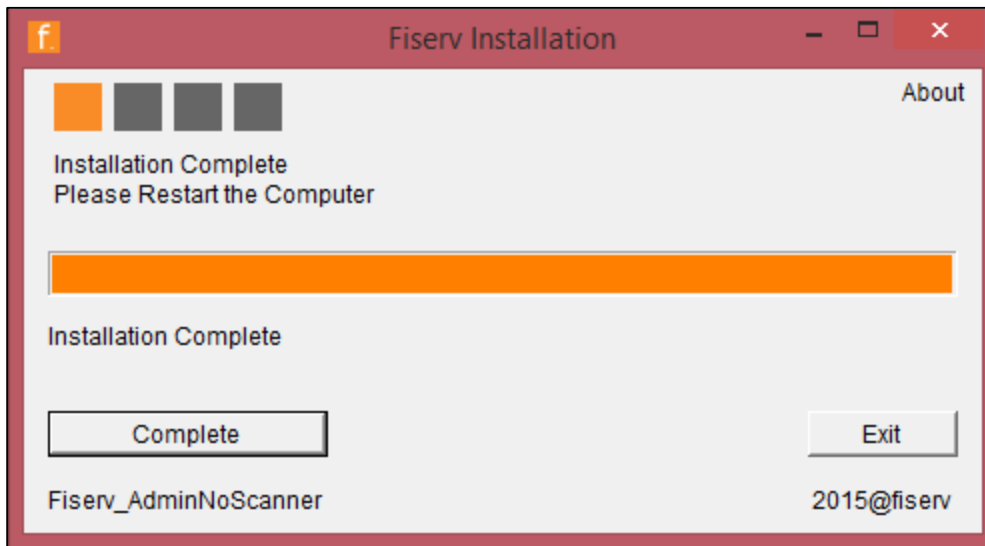 f.
Fiserv Installation
About
Installation Complete
Please Restart the Computer
Installation Complete
Complete
Exit
Fiserv_AdminNoScanner
2015@fiserv